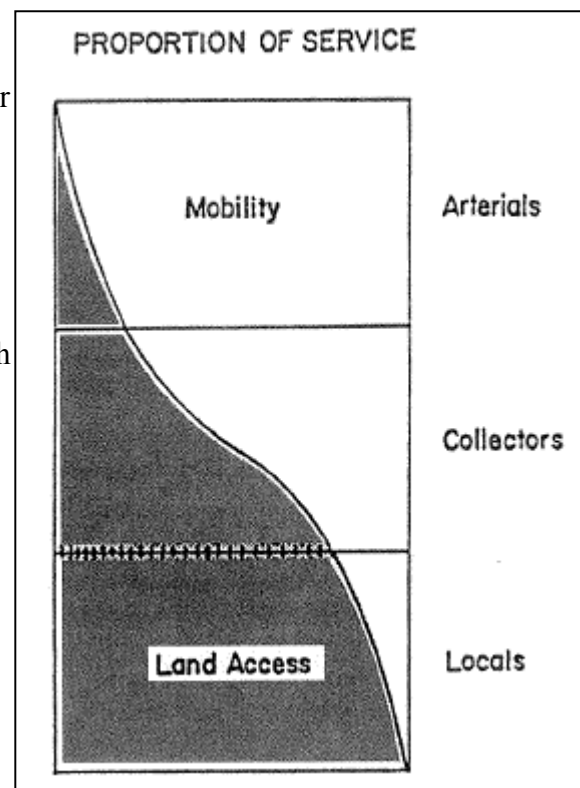 PROPORTION OF SERVICE
r
Mobility
Arterials
h
Collectors
Land Access
Locals